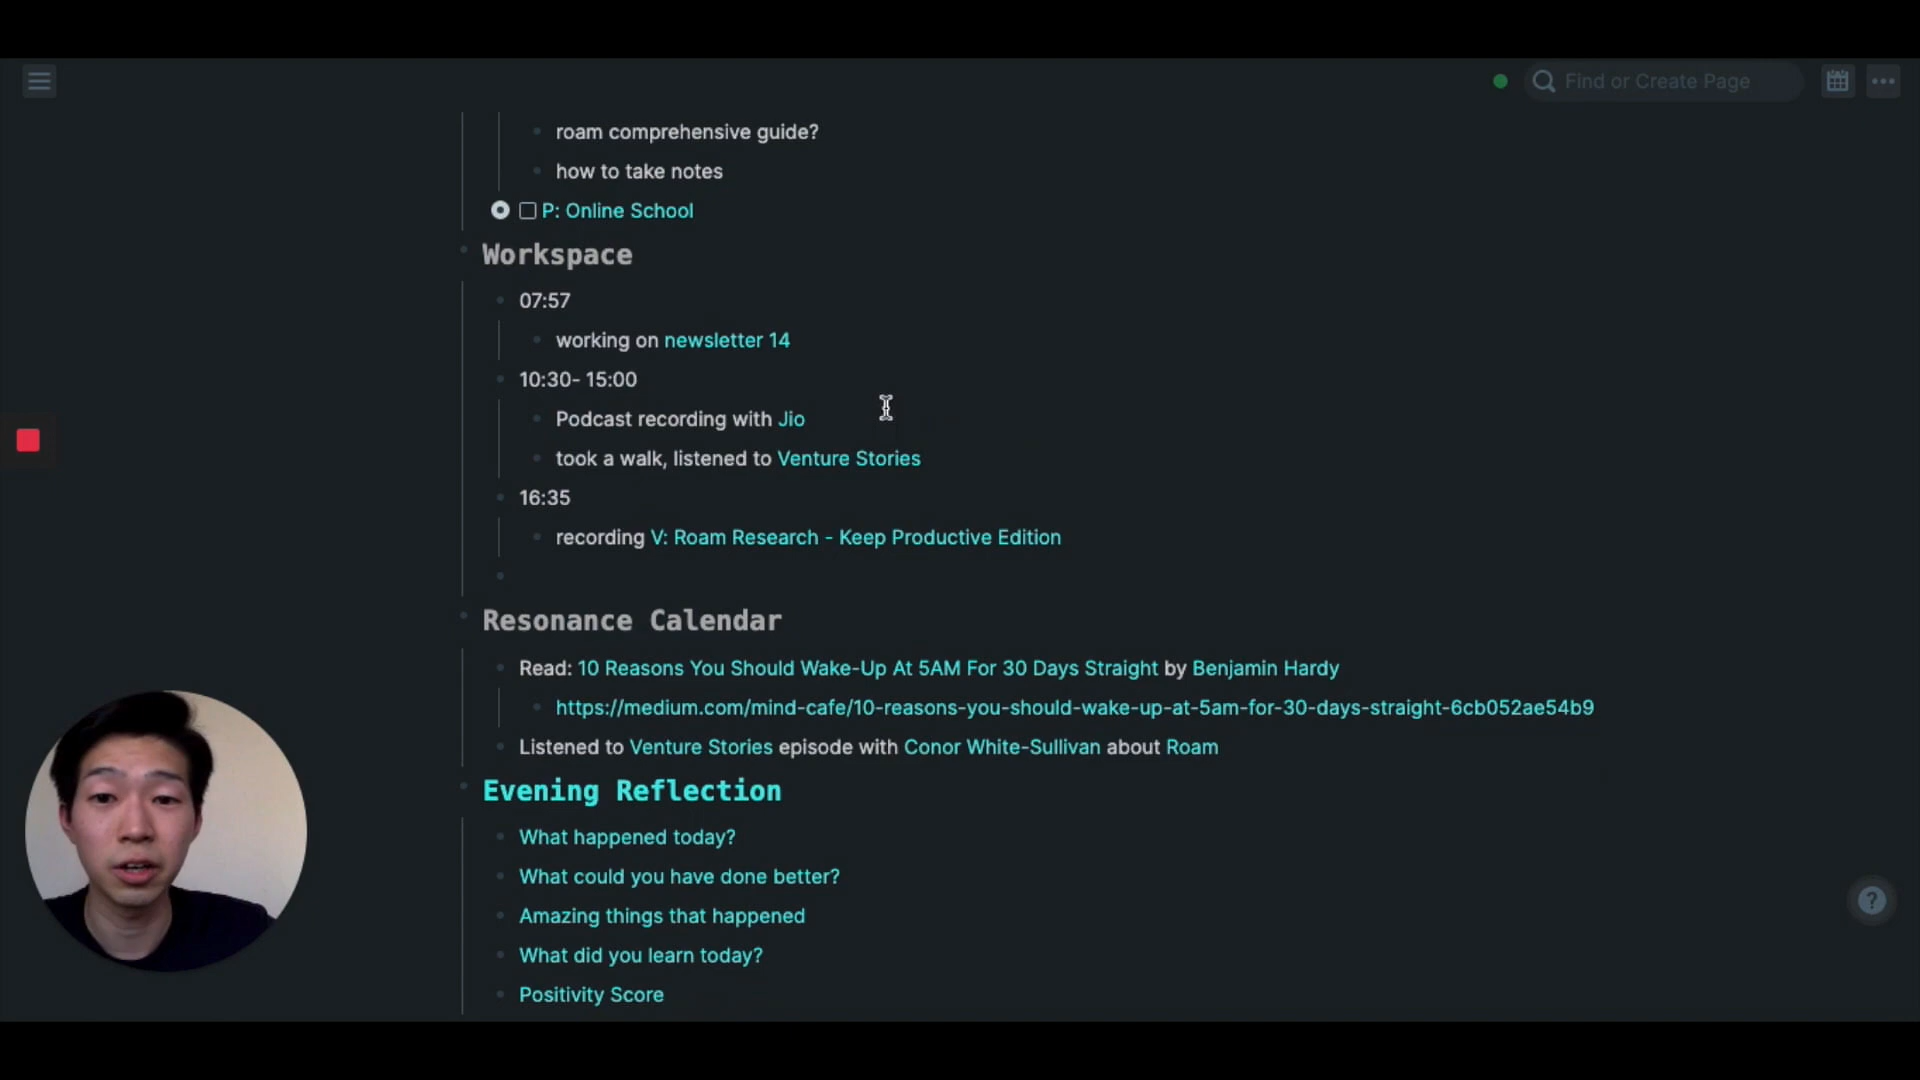 Find or Create Page
roam comprehensive guide?
how to take notes
P: Online School
Workspace
07:57
working on newsletter 14
10:30- 15:00
Podcast recording with Jio
took a walk, listened to Venture Stories
16:35
recording V: Roam Research - Keep Productive Edition
Resonance Calendar
Read: 10 Reasons You Should Wake-Up At 5AM For 30 Days Straight by Benjamin Hardy
https://medium.com/mind-cafe/10-reasons-you-should-wake-up-at-5am-for-30-days-straight-6cb052ae54b9
Listened to Venture Stories episode with Conor White-Sullivan about Roam
Evening Reflection
What happened today?
What could you have done better?
Amazing things that happened
What did you learn today?
Positivity Score
?